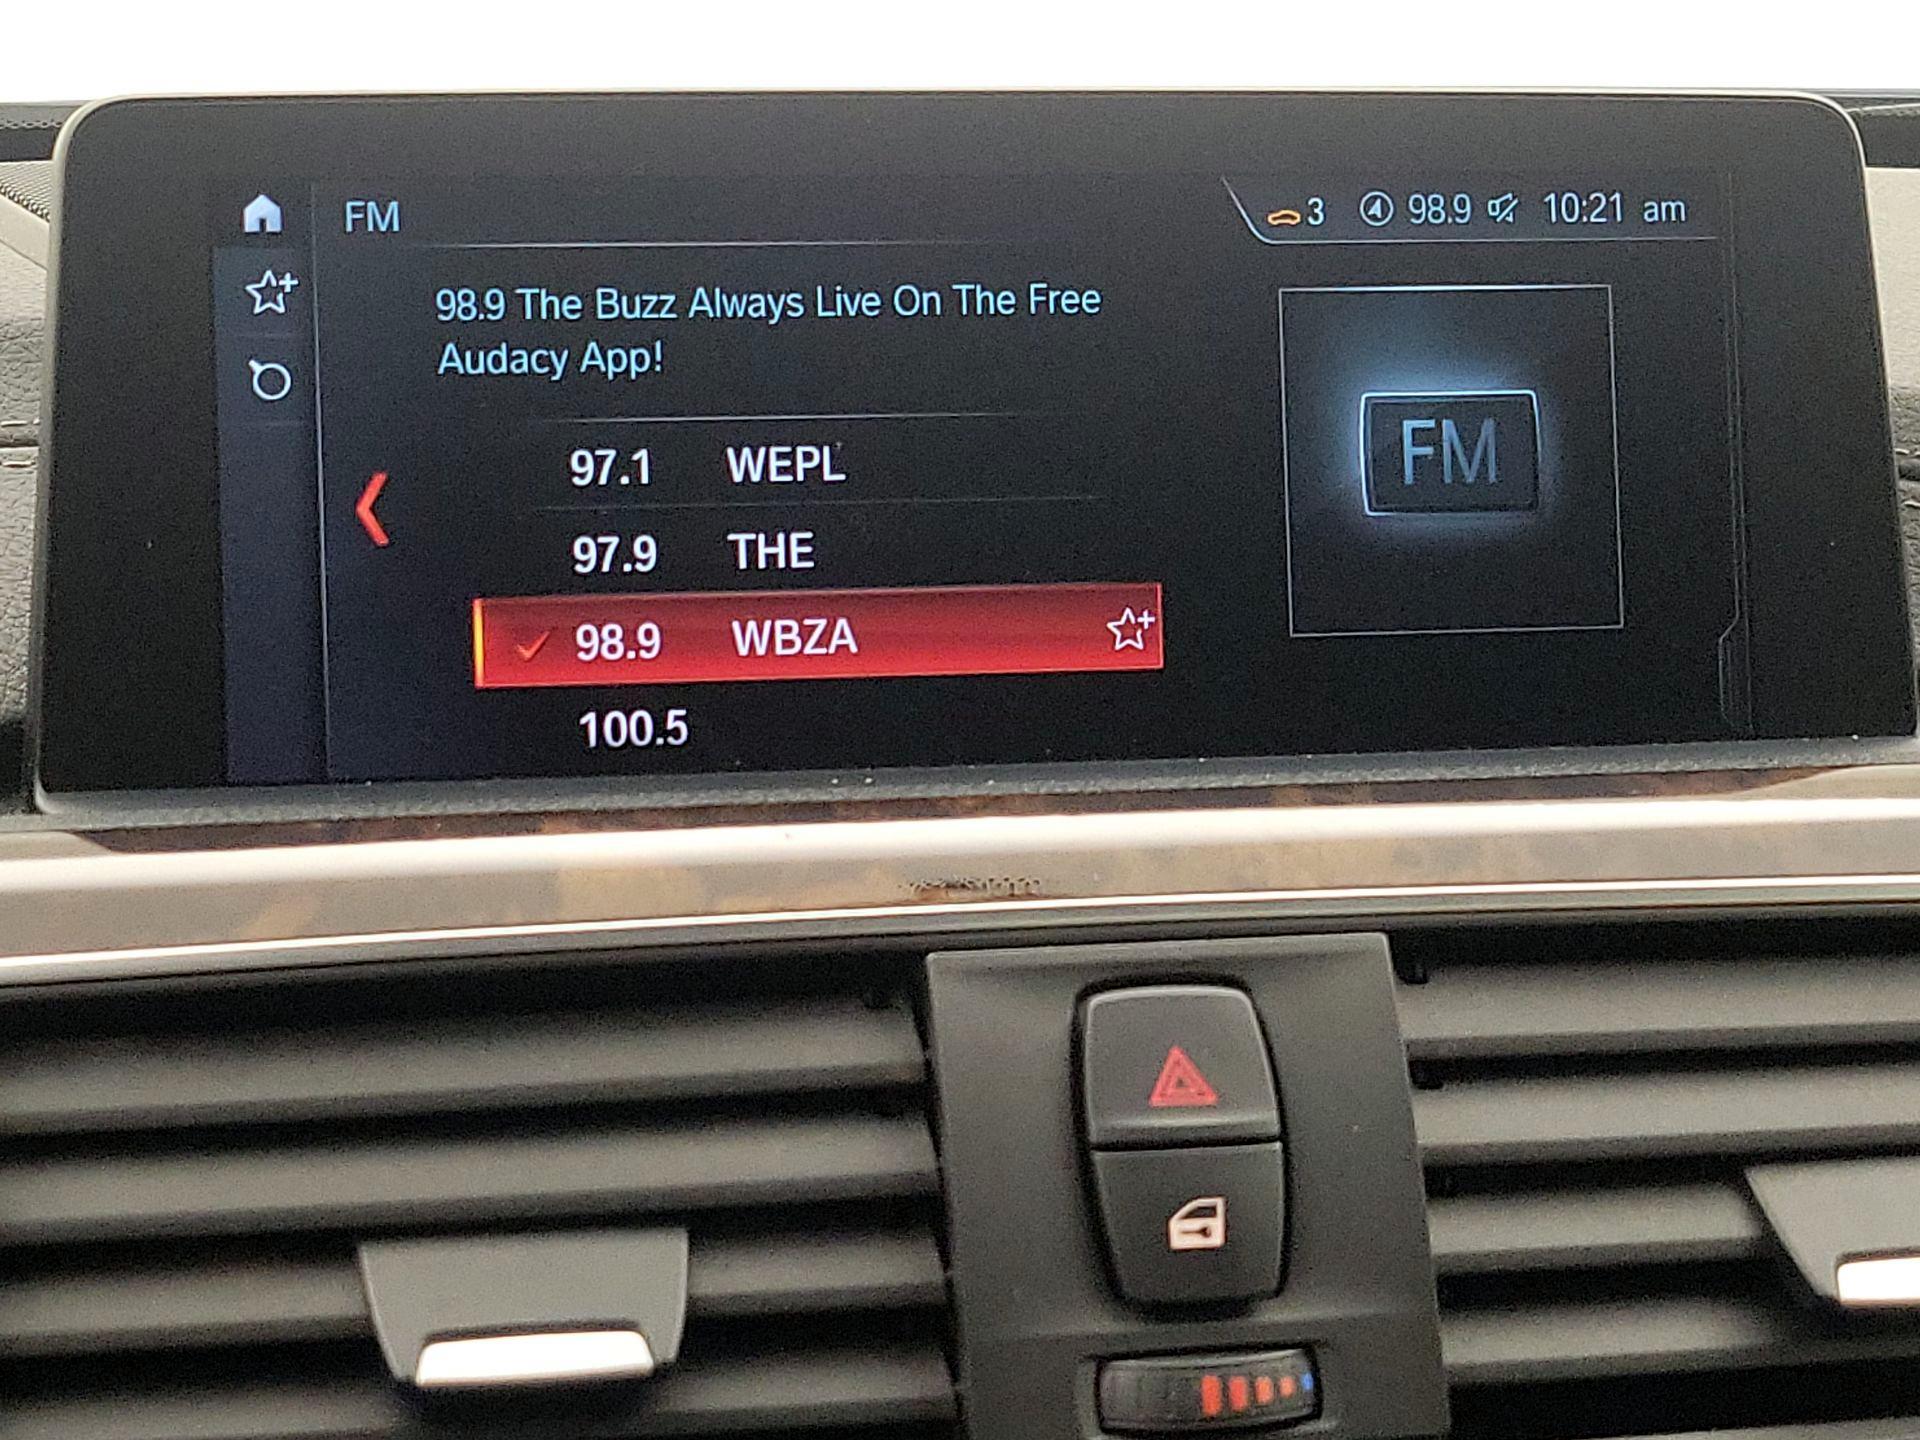 FM
3 98.9 10:21 am
98.9 The Buzz Always Live On The Free
Audacy App!
97.1 WEPL
97.9 THE
98.9 WBZA
100.5
FM